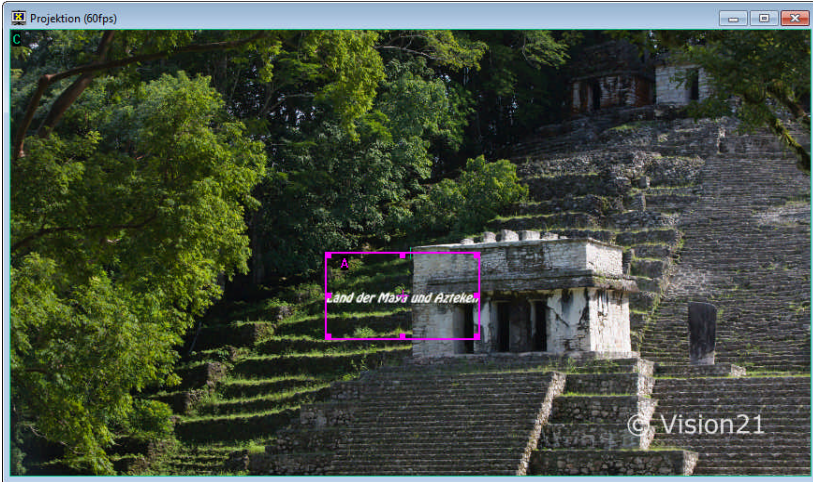 Projektion (60fps)
C
A
Land der Maya und Azteken
© Vision21